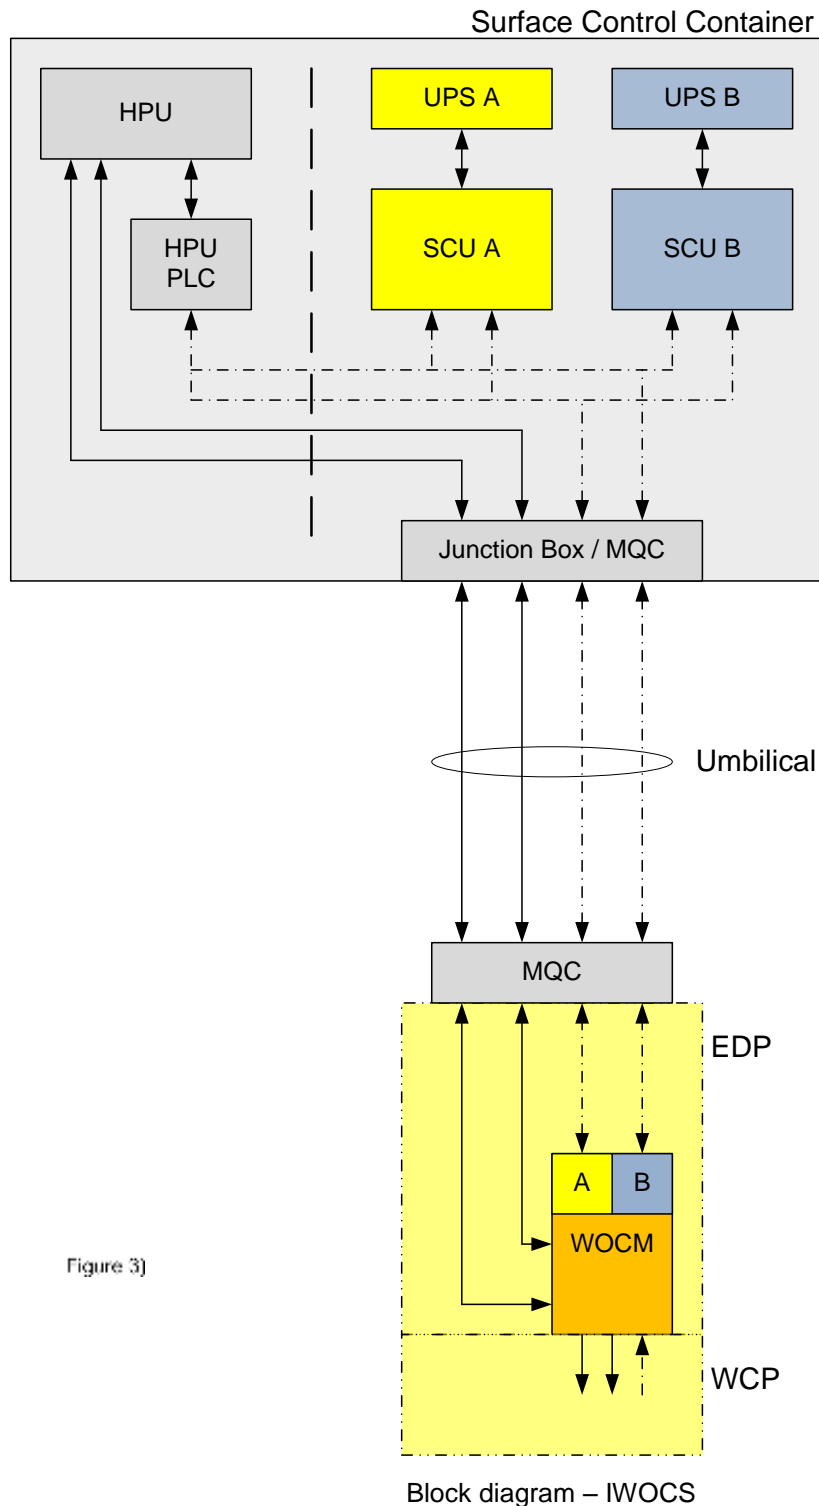 Surface Control Container
HPU
UPS A
UPS B
HPU
PLC
SCU A
SCU B
Junction Box / MQC
Umbilical
MQC
EDP
A
B
WOCM
Figure 3)
WCP
Block diagram – IWOCS